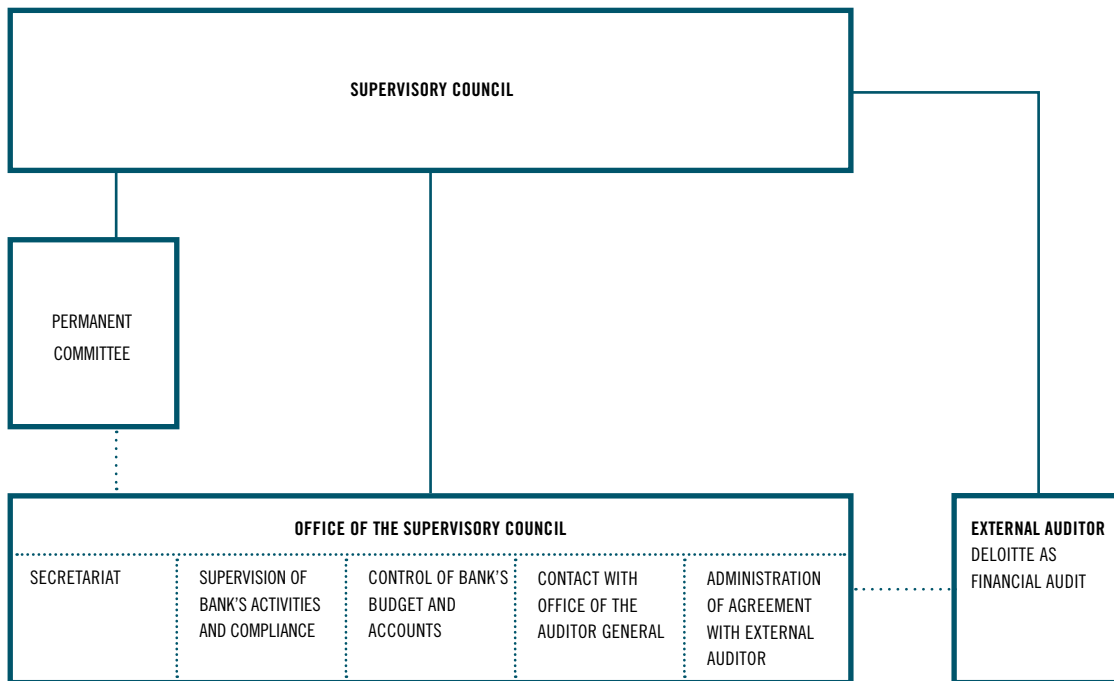 SUPERVISORY COUNCIL
PERMANENT
COMMITTEE
OFFICE OF THE SUPERVISORY COUNCIL
SECRETARIAT
SUPERVISION OF
BANK'S ACTIVITIES
AND COMPLIANCE
CONTROL OF BANK'S
BUDGET AND
ACCOUNTS
CONTACT WITH
OFFICE OF THE
AUDITOR GENERAL
ADMINISTRATION
OF AGREEMENT
WITH EXTERNAL
AUDITOR
EXTERNAL AUDITOR
DELOITTE AS
FINANCIAL AUDIT